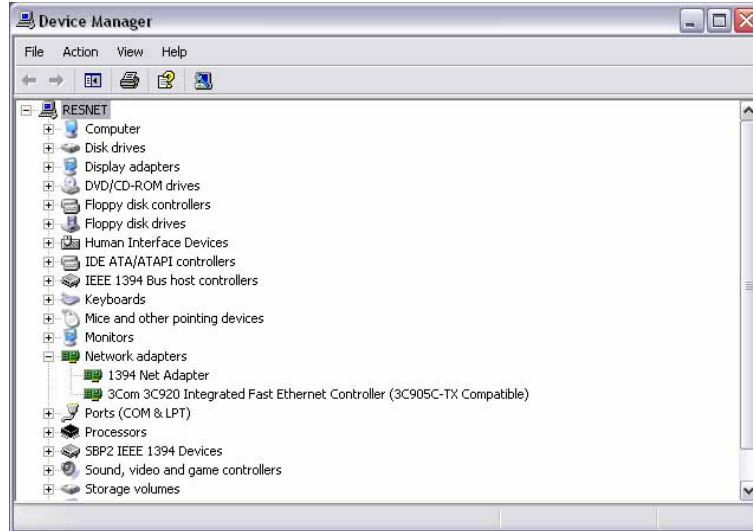 Device Manager
File Action View Help
RESNET
Computer
Disk drives
Display adapters
DVD/CD-ROM drives
Floppy disk controllers
Floppy disk drives
Human Interface Devices
IDE ATA/ATAPI controllers
IEEE 1394 Bus host controllers
Keyboards
Mice and other pointing devices
Monitors
Network adapters
1394 Net Adapter
3Com 3C920 Integrated Fast Ethernet Controller (3C905C-TX Compatible)
Ports (COM & LPT)
Processors
SBP2 IEEE 1394 Devices
Sound, video and game controllers
Storage volumes